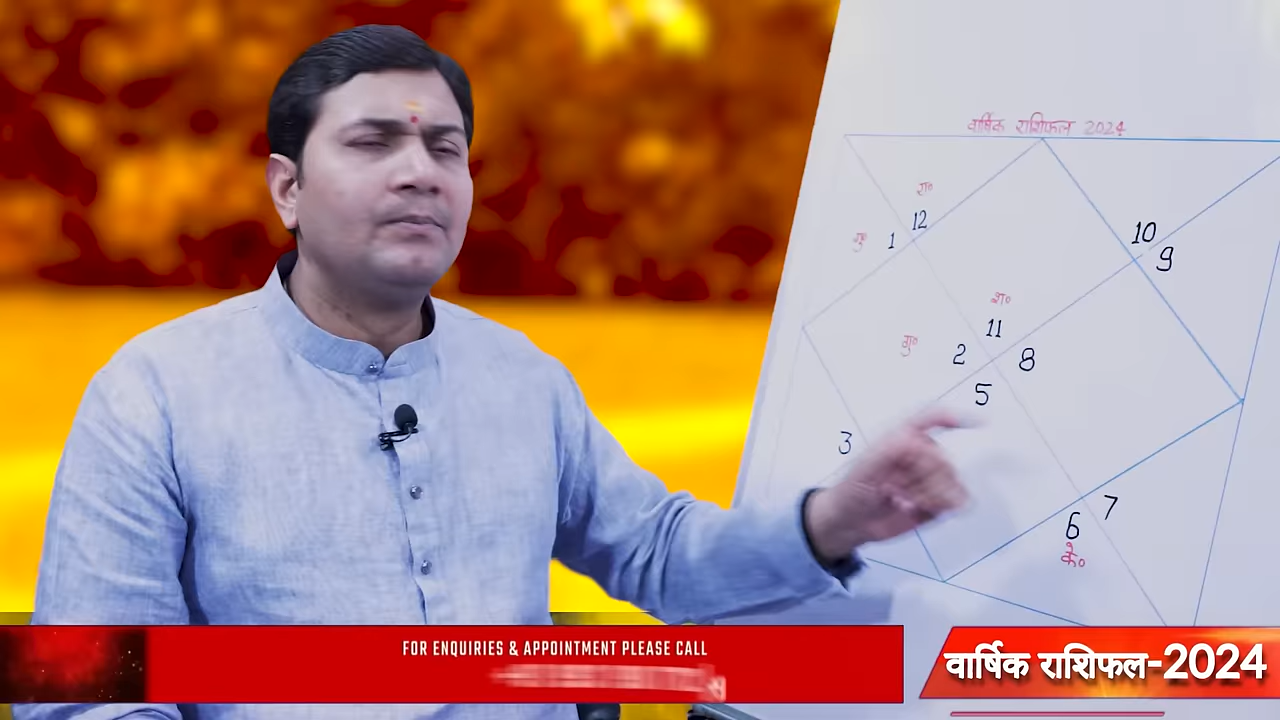 वार्षिक राशिफल 2024
रा०
12
गु० 1
10
9
श०
11
गु०
2
8
5
3
7
6
के०
FOR ENQUIRIES & APPOINTMENT PLEASE CALL
वार्षिक राशिफल-2024